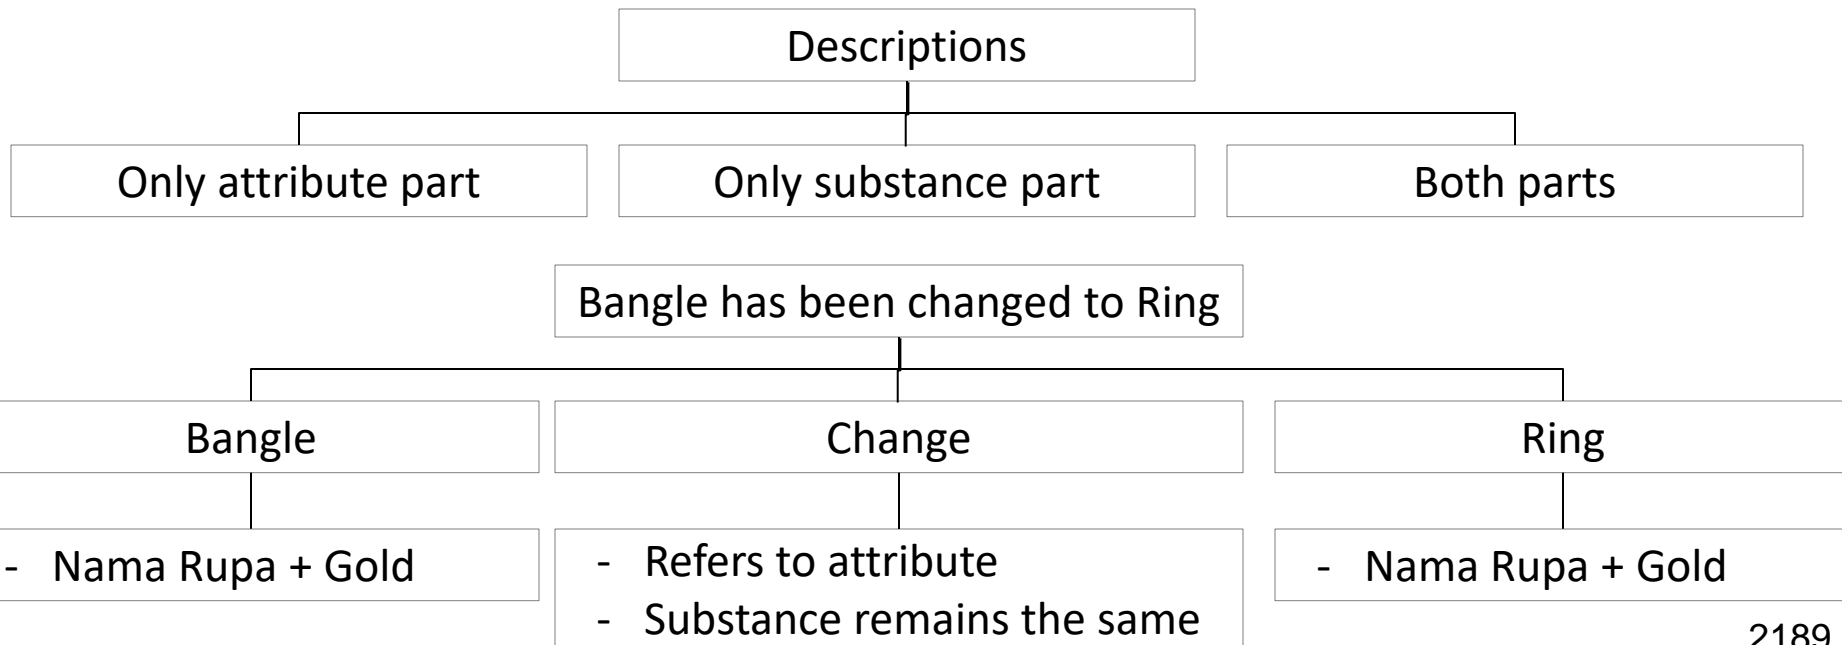 Descriptions
Only attribute part
Only substance part
Both parts
Bangle has been changed to Ring
Bangle
Change
Ring
- Nama Rupa + Gold
- Refers to attribute
- Substance remains the same
- Nama Rupa + Gold
2189